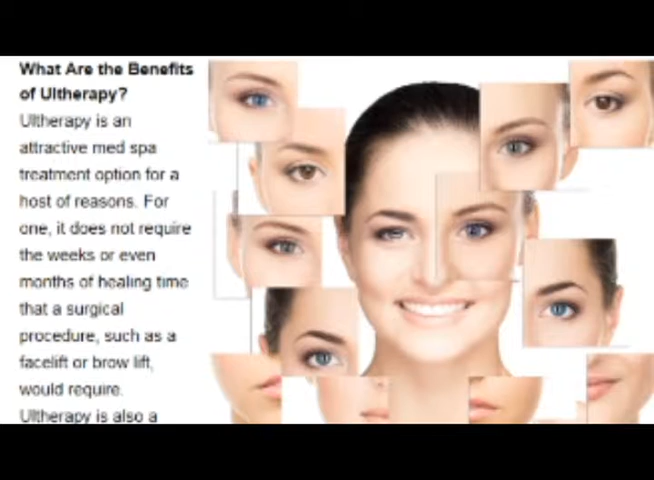 What Are the Benefits
of Ultherapy?
Ultherapy is an
attractive med spa
treatment option for a
host of reasons. For
one, it does not require
the weeks or even
months of healing time
that a surgical
procedure, such as a
facelift or brow lift,
would require.
Ultherapy is also a